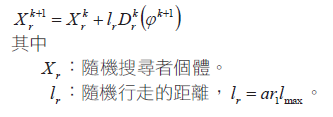 X_r^{k+1} = X_r^k + l_r D_r^k(φ^{k+1})
其中
X_r：隨機搜尋者個體。
l_r：隨機行走的距離，l_r = ar_1 l_max。